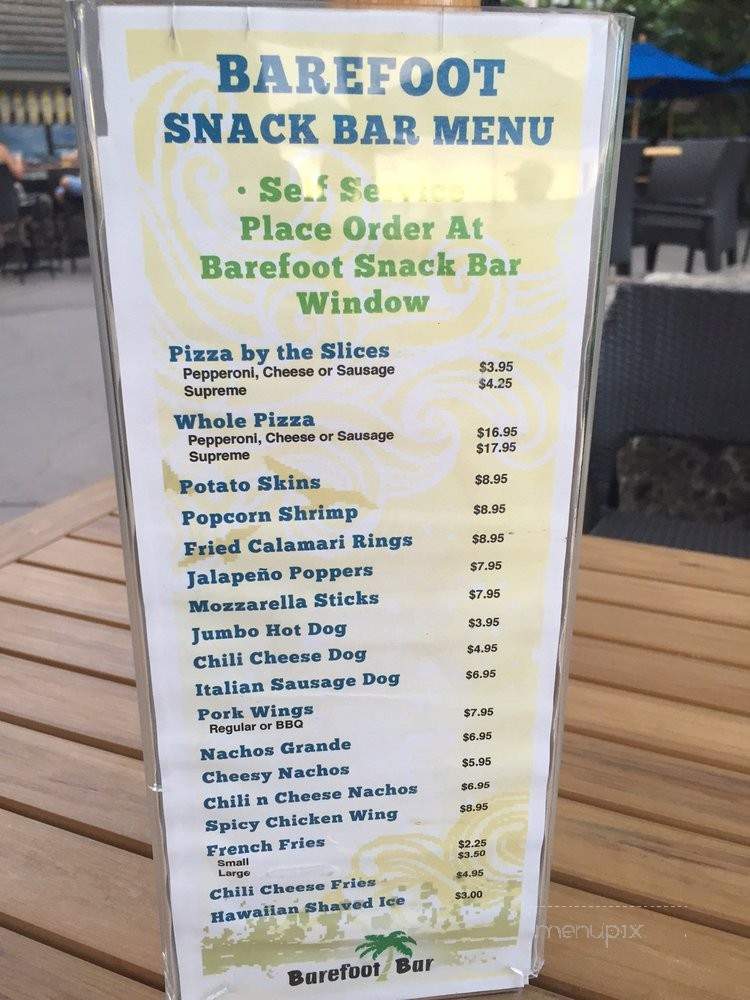 BAREFOOT
SNACK BAR MENU
• Self Service
Place Order At
Barefoot Snack Bar
Window
Pizza by the Slices
Pepperoni, Cheese or Sausage $3.95
Supreme $4.25
Whole Pizza
Pepperoni, Cheese or Sausage $16.95
Supreme $17.95
Potato Skins $8.95
Popcorn Shrimp $8.95
Fried Calamari Rings $8.95
Jalapeño Poppers $7.95
Mozzarella Sticks $7.95
Jumbo Hot Dog $3.95
Chili Cheese Dog $4.95
Italian Sausage Dog $6.95
Pork Wings $7.95
Regular or BBQ
Nachos Grande $6.95
Cheesy Nachos $5.95
Chili n Cheese Nachos $6.95
Spicy Chicken Wing $8.95
French Fries
Small $2.25
Large $3.50
Chili Cheese Fries $4.95
Hawaiian Shaved Ice $3.00
Barefoot Bar
menupix